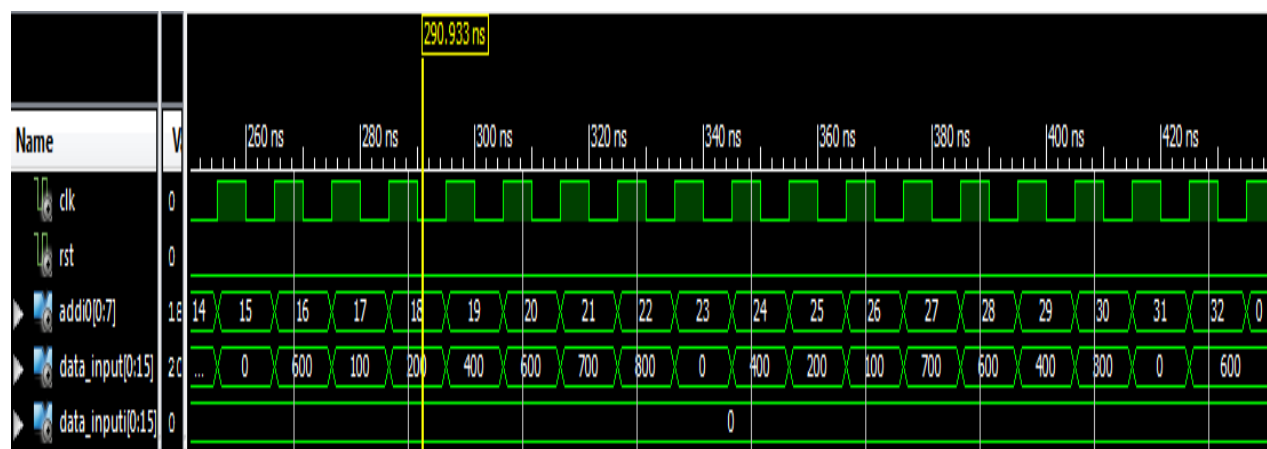 290.933 ns
Name V
260 ns 280 ns 300 ns 320 ns 340 ns 360 ns 380 ns 400 ns 420 ns
clk 0
rst 0
addi0[0:7] 18 14 15 16 17 18 19 20 21 22 23 24 25 26 27 28 29 30 31 32 0
data_input[0:15] 20 ... 0 600 100 200 400 600 700 800 0 400 200 100 700 600 400 800 0 600
data_inputi[0:15] 0 0